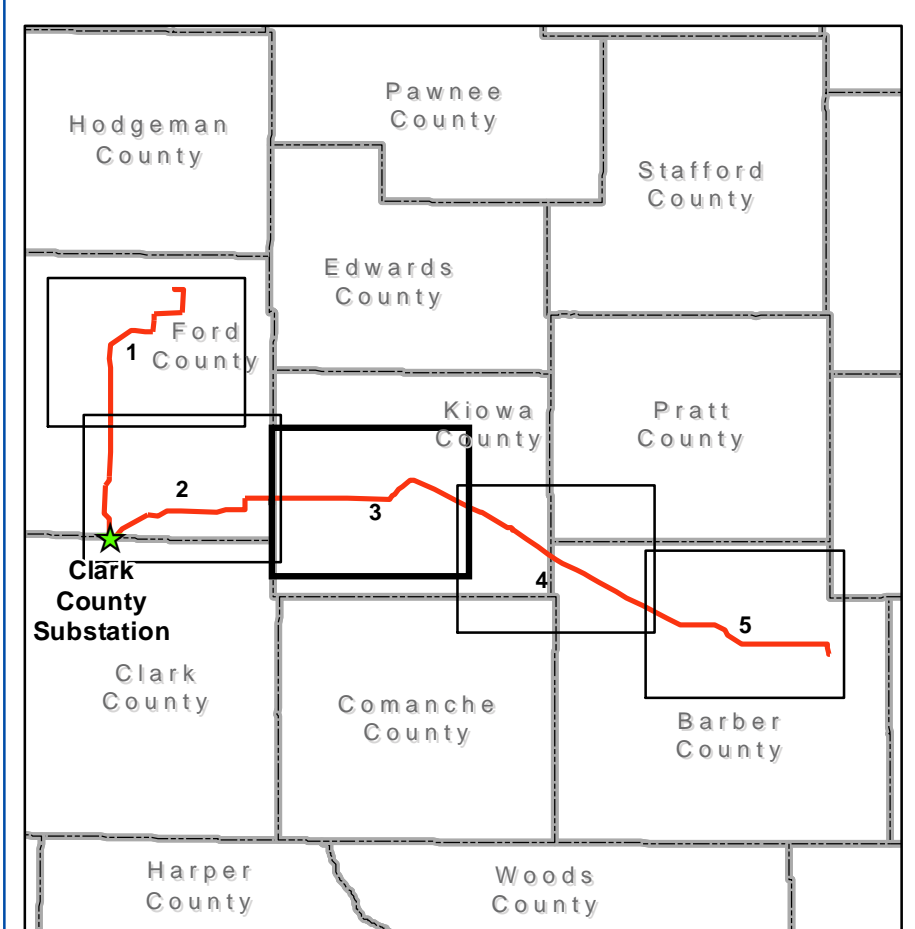 Pawnee
County
Hodgeman
County
Stafford
County
Edwards
County
Ford
County
1
Kiowa
County
Pratt
County
2
3
Clark
County
Substation
4
5
Clark
County
Comanche
County
Barber
County
Harper
County
Woods
County